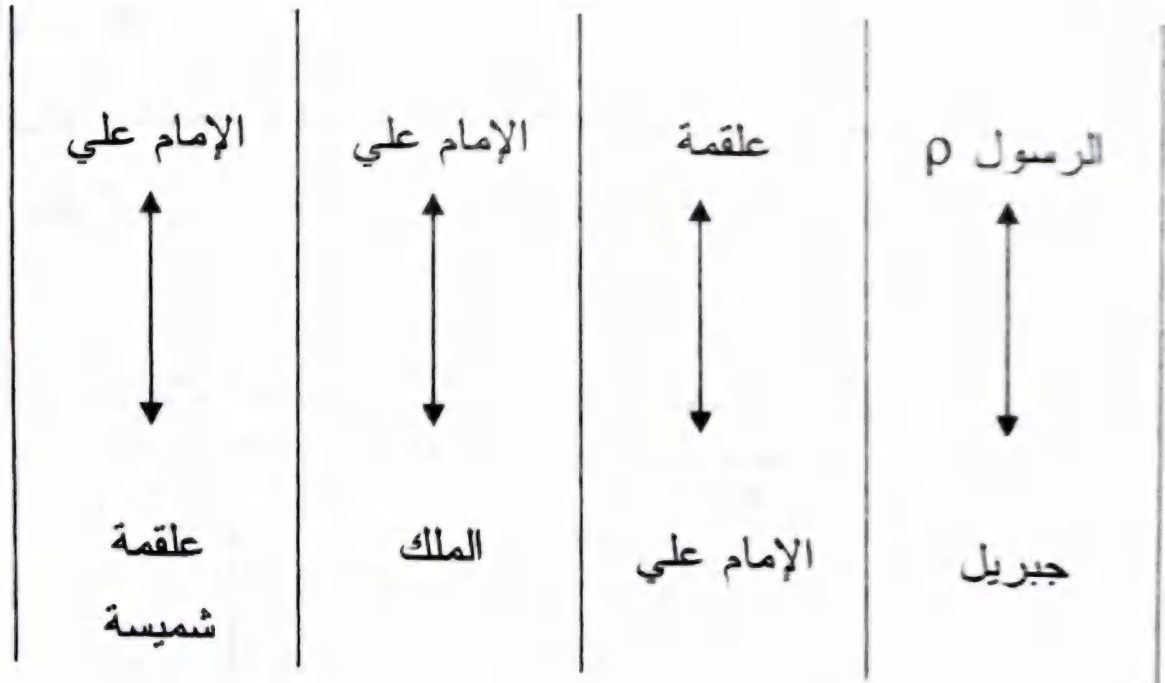 الرسول ρ
جبريل
علقمة
الإمام علي
الإمام علي
الملك
الإمام علي
علقمة
شميسة